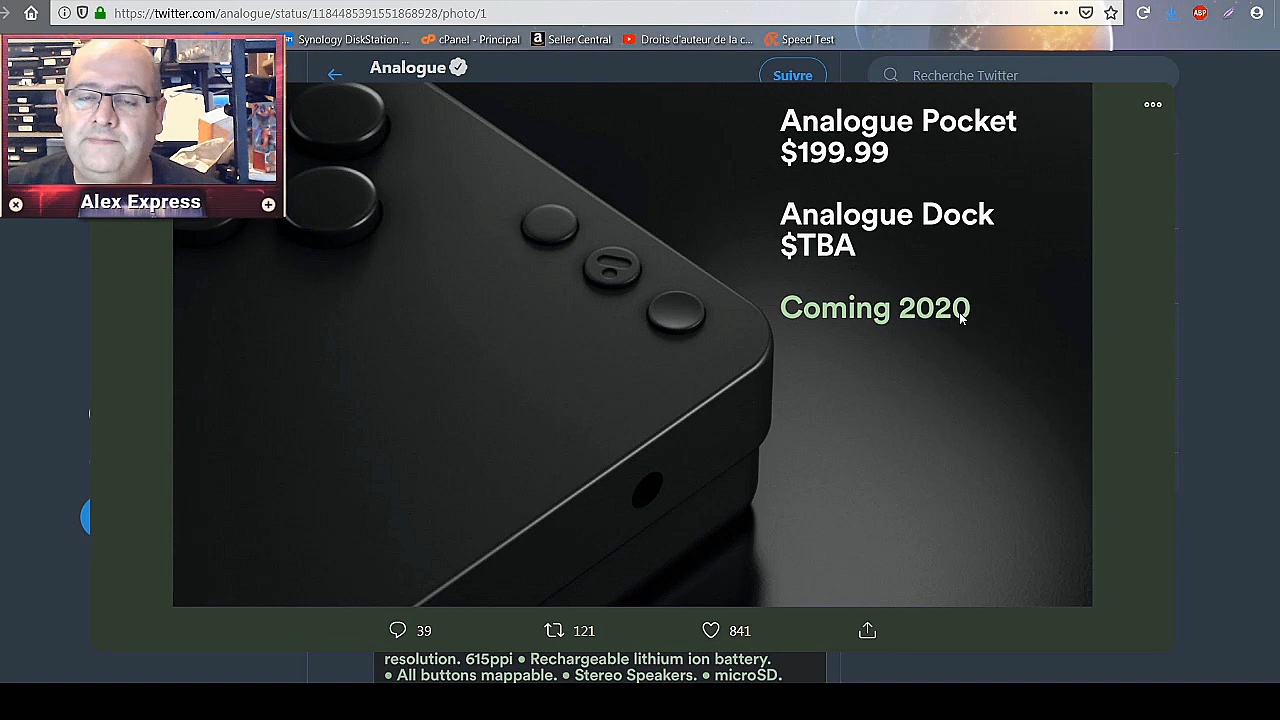 https://twitter.com/analogue/status/1184485391551868928/photo/1
Synology DiskStation ...
cPanel - Principal
Seller Central
Droits d'auteur de la c...
Speed Test
Analogue
Suivre
Recherche Twitter
Alex Express
Analogue Pocket
$199.99
Analogue Dock
$TBA
Coming 2020
39
121
841
resolution. 615ppi ● Rechargeable lithium ion battery.
● All buttons mappable. ● Stereo Speakers. ● microSD.